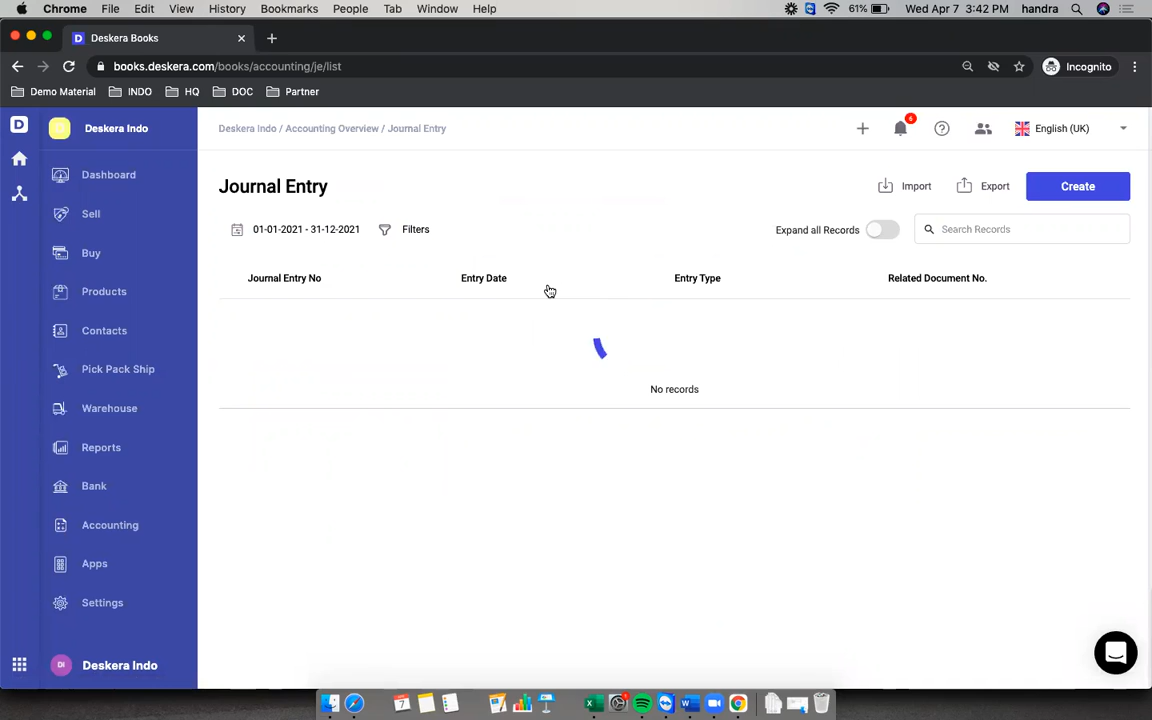 Chrome File Edit View History Bookmarks People Tab Window Help 61% Wed Apr 7 3:42 PM handra
D Deskera Books
books.deskera.com/books/accounting/je/list Incognito
Demo Material INDO HQ DOC Partner
D Deskera Indo
Deskera Indo / Accounting Overview / Journal Entry 6 English (UK)
Dashboard
Sell
Buy
Products
Contacts
Pick Pack Ship
Warehouse
Reports
Bank
Accounting
Apps
Settings
DI Deskera Indo
Journal Entry Import Export Create
01-01-2021 - 31-12-2021 Filters Expand all Records Search Records
Journal Entry No Entry Date Entry Type Related Document No.
No records
7